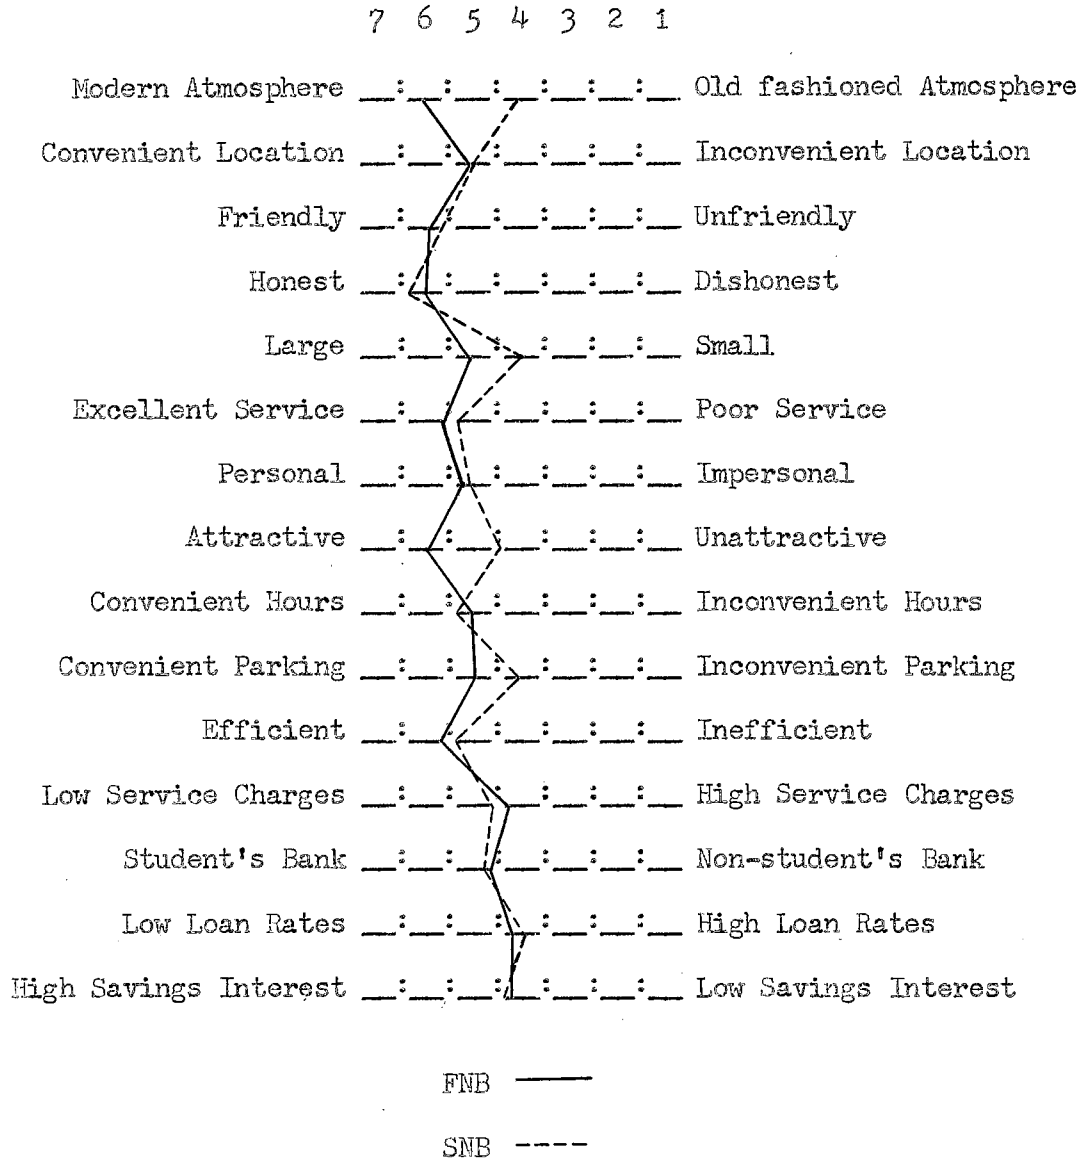 7 6 5 4 3 2 1
Modern Atmosphere __:__:__:__:__:__:__ Old fashioned Atmosphere
Convenient Location __:__:__:__:__:__:__ Inconvenient Location
Friendly __:__:__:__:__:__:__ Unfriendly
Honest __:__:__:__:__:__:__ Dishonest
Large __:__:__:__:__:__:__ Small
Excellent Service __:__:__:__:__:__:__ Poor Service
Personal __:__:__:__:__:__:__ Impersonal
Attractive __:__:__:__:__:__:__ Unattractive
Convenient Hours __:__:__:__:__:__:__ Inconvenient Hours
Convenient Parking __:__:__:__:__:__:__ Inconvenient Parking
Efficient __:__:__:__:__:__:__ Inefficient
Low Service Charges __:__:__:__:__:__:__ High Service Charges
Student's Bank __:__:__:__:__:__:__ Non-student's Bank
Low Loan Rates __:__:__:__:__:__:__ High Loan Rates
High Savings Interest __:__:__:__:__:__:__ Low Savings Interest
FNB
SNB